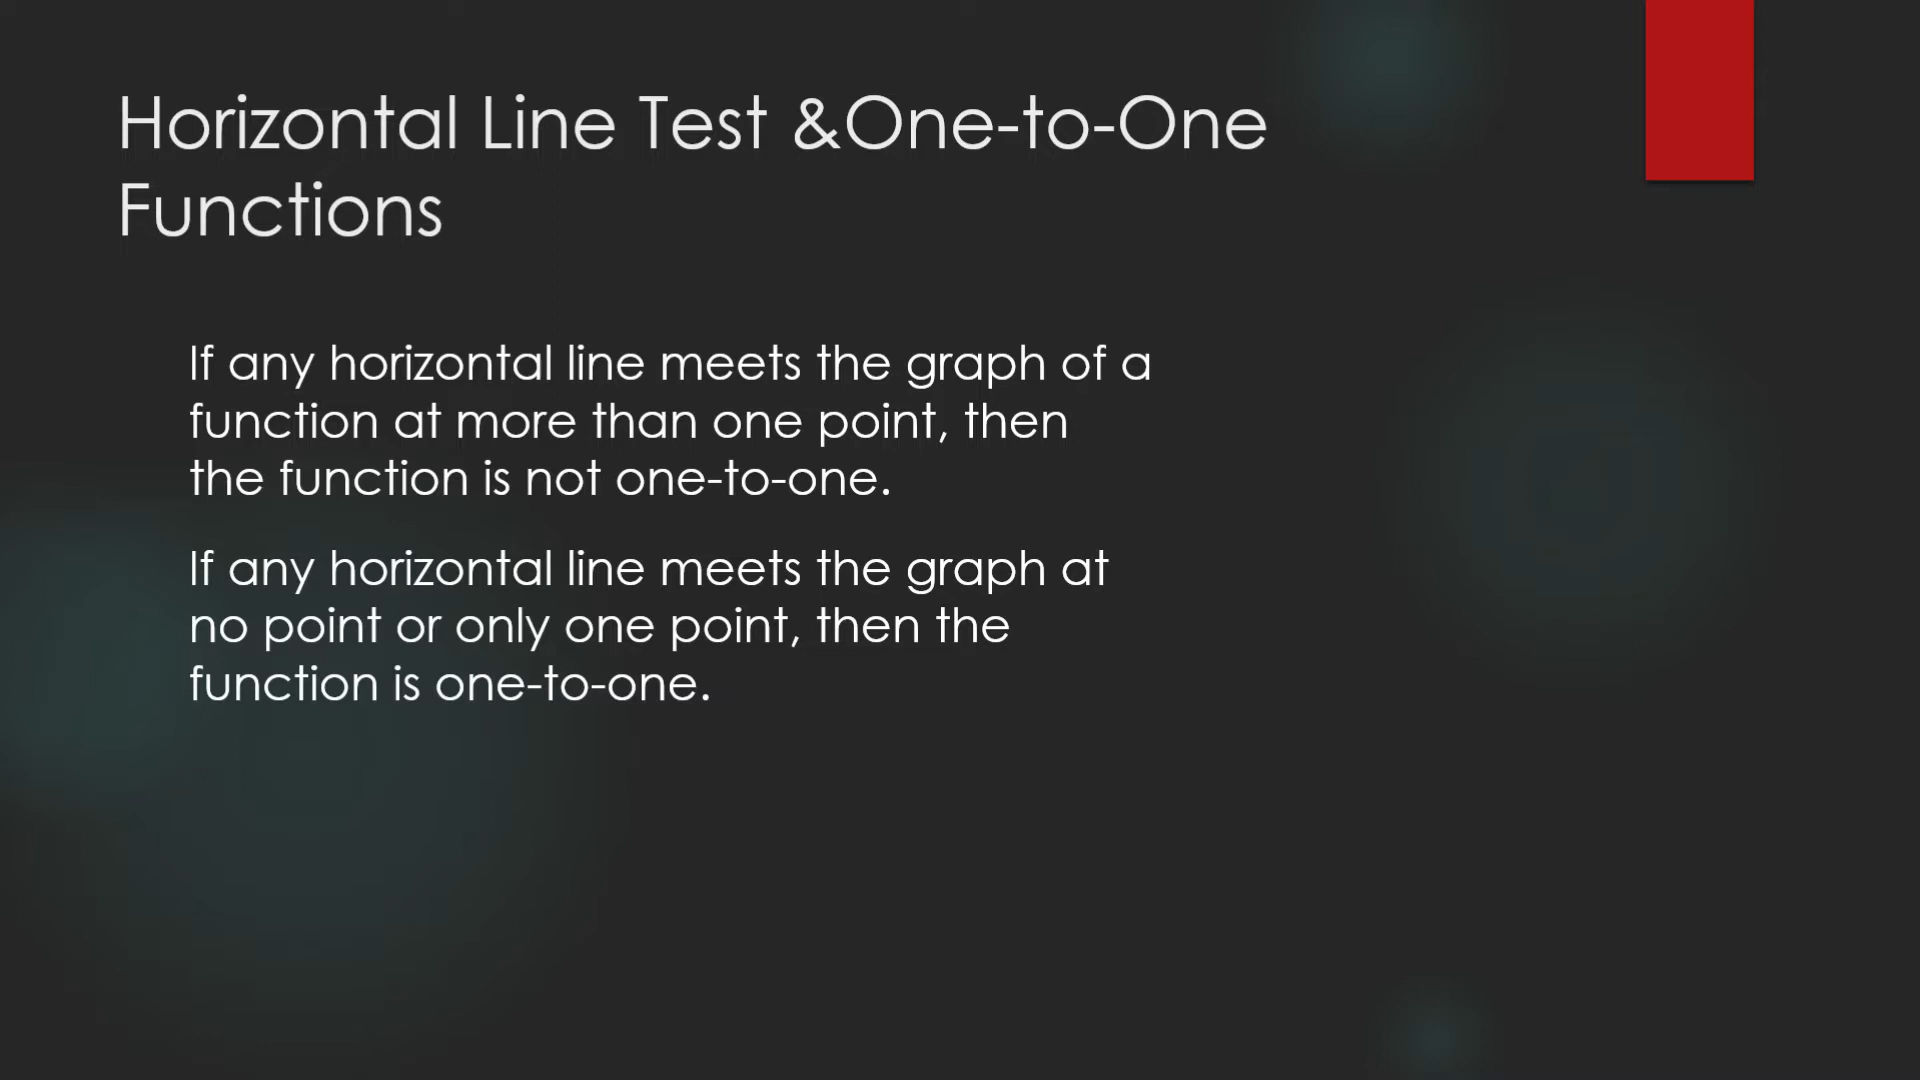 Horizontal Line Test &One-to-One
Functions
If any horizontal line meets the graph of a
function at more than one point, then
the function is not one-to-one.
If any horizontal line meets the graph at
no point or only one point, then the
function is one-to-one.